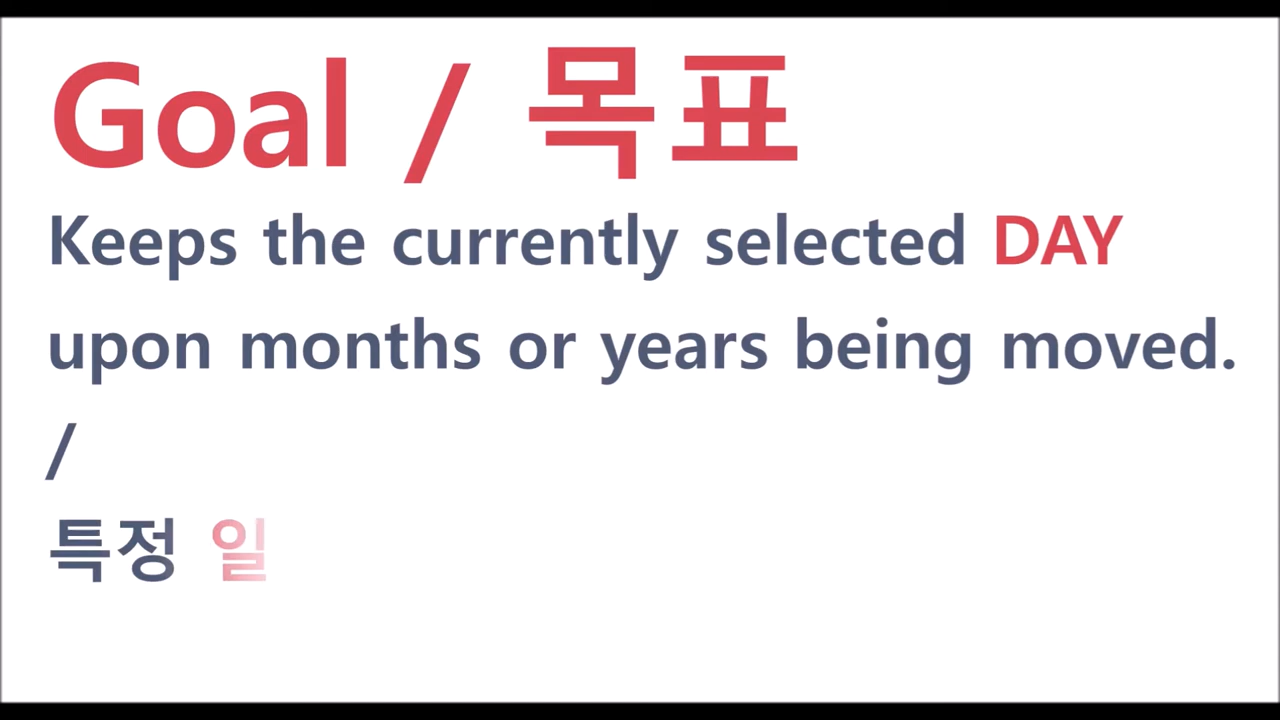 Goal / 목표
Keeps the currently selected DAY
upon months or years being moved.
/
특정 일